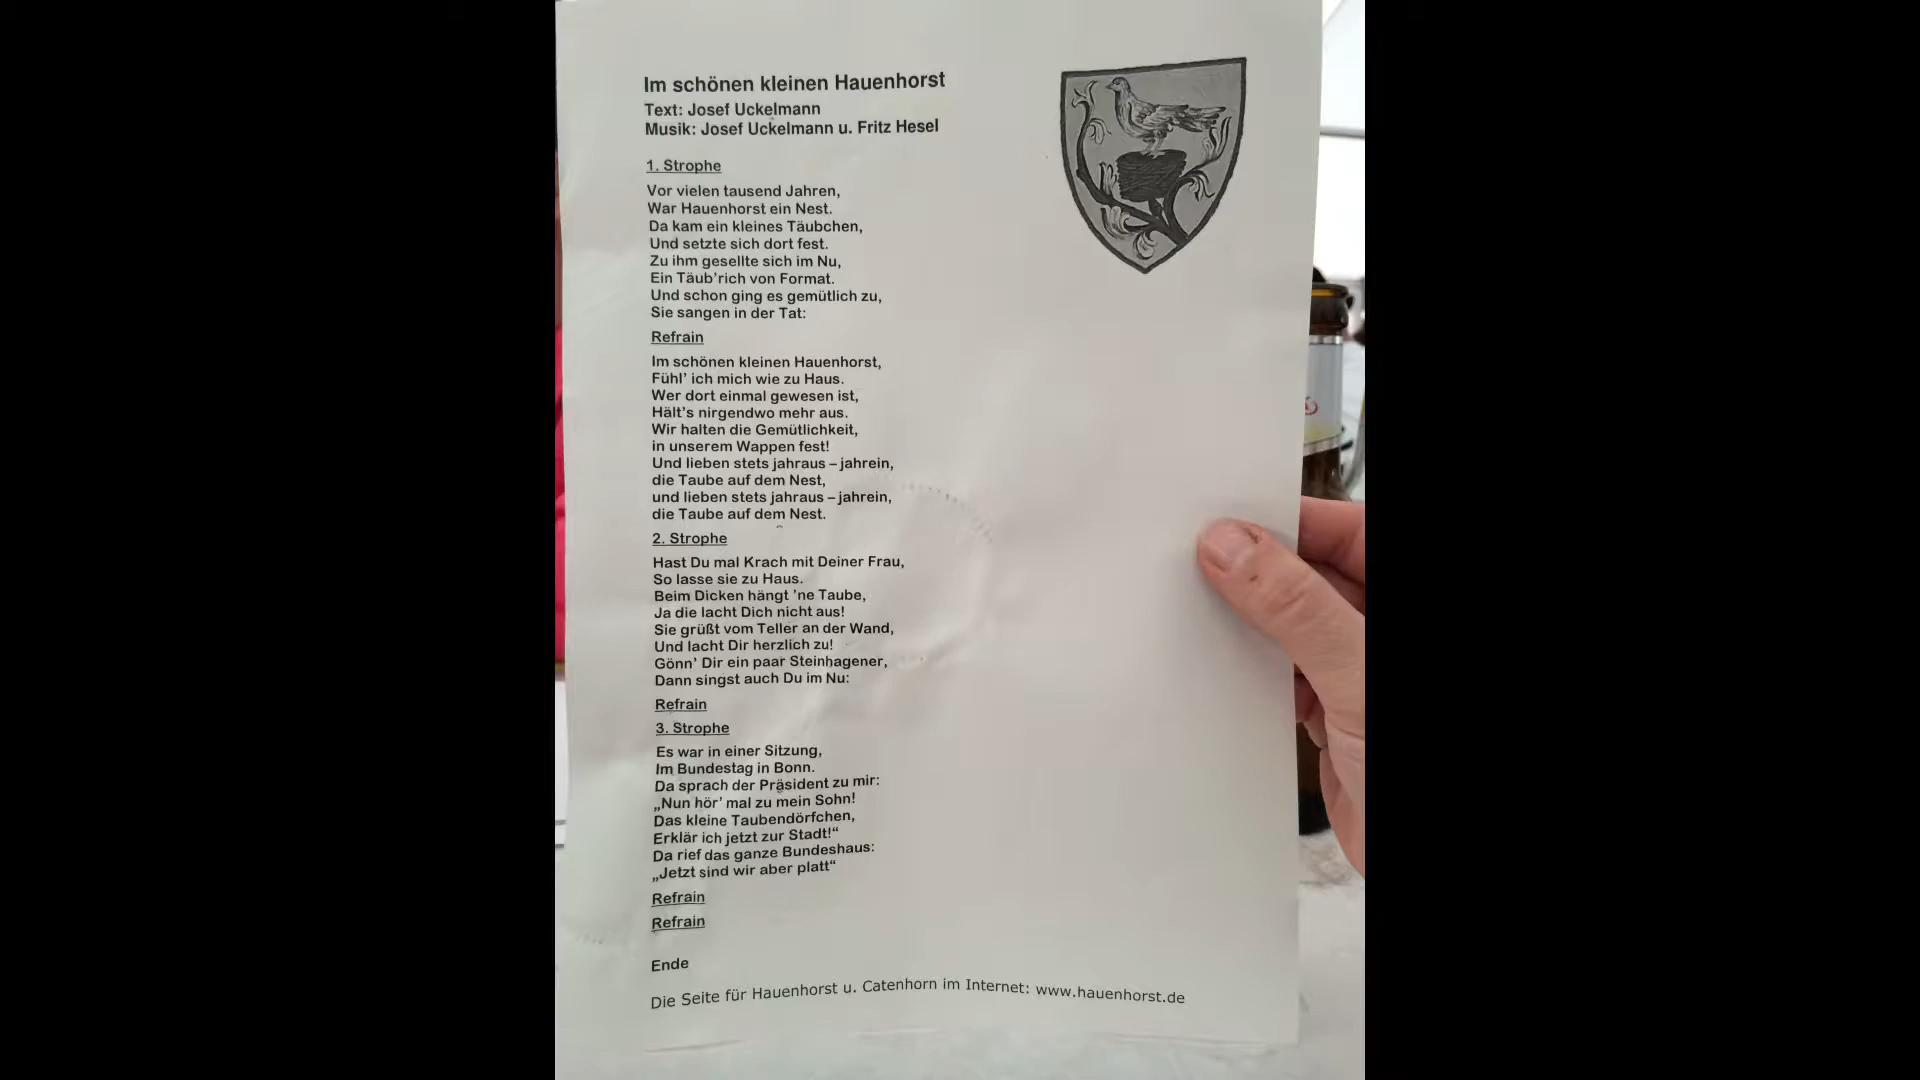 Im schönen kleinen Hauenhorst
Text: Josef Uckelmann
Musik: Josef Uckelmann u. Fritz Hesel
1. Strophe
Vor vielen tausend Jahren,
War Hauenhorst ein Nest.
Da kam ein kleines Täubchen,
Und setzte sich dort fest.
Zu ihm gesellte sich im Nu,
Ein Täub'rich von Format.
Und schon ging es gemütlich zu,
Sie sangen in der Tat:
Refrain
Im schönen kleinen Hauenhorst,
Fühl' ich mich wie zu Haus.
Wer dort einmal gewesen ist,
Hält's nirgendwo mehr aus.
Wir halten die Gemütlichkeit,
in unserem Wappen fest!
Und lieben stets jahraus – jahrein,
die Taube auf dem Nest,
und lieben stets jahraus – jahrein,
die Taube auf dem Nest.
2. Strophe
Hast Du mal Krach mit Deiner Frau,
So lasse sie zu Haus.
Beim Dicken hängt 'ne Taube,
Ja die lacht Dich nicht aus!
Sie grüßt vom Teller an der Wand,
Und lacht Dir herzlich zu!
Gönn' Dir ein paar Steinhagener,
Dann singst auch Du im Nu:
Refrain
3. Strophe
Es war in einer Sitzung,
Im Bundestag in Bonn.
Da sprach der Präsident zu mir:
„Nun hör' mal zu mein Sohn!
Das kleine Taubendörfchen,
Erklär ich jetzt zur Stadt!“
Da rief das ganze Bundeshaus:
„Jetzt sind wir aber platt“
Refrain
Refrain
Ende
Die Seite für Hauenhorst u. Catenhorn im Internet: www.hauenhorst.de